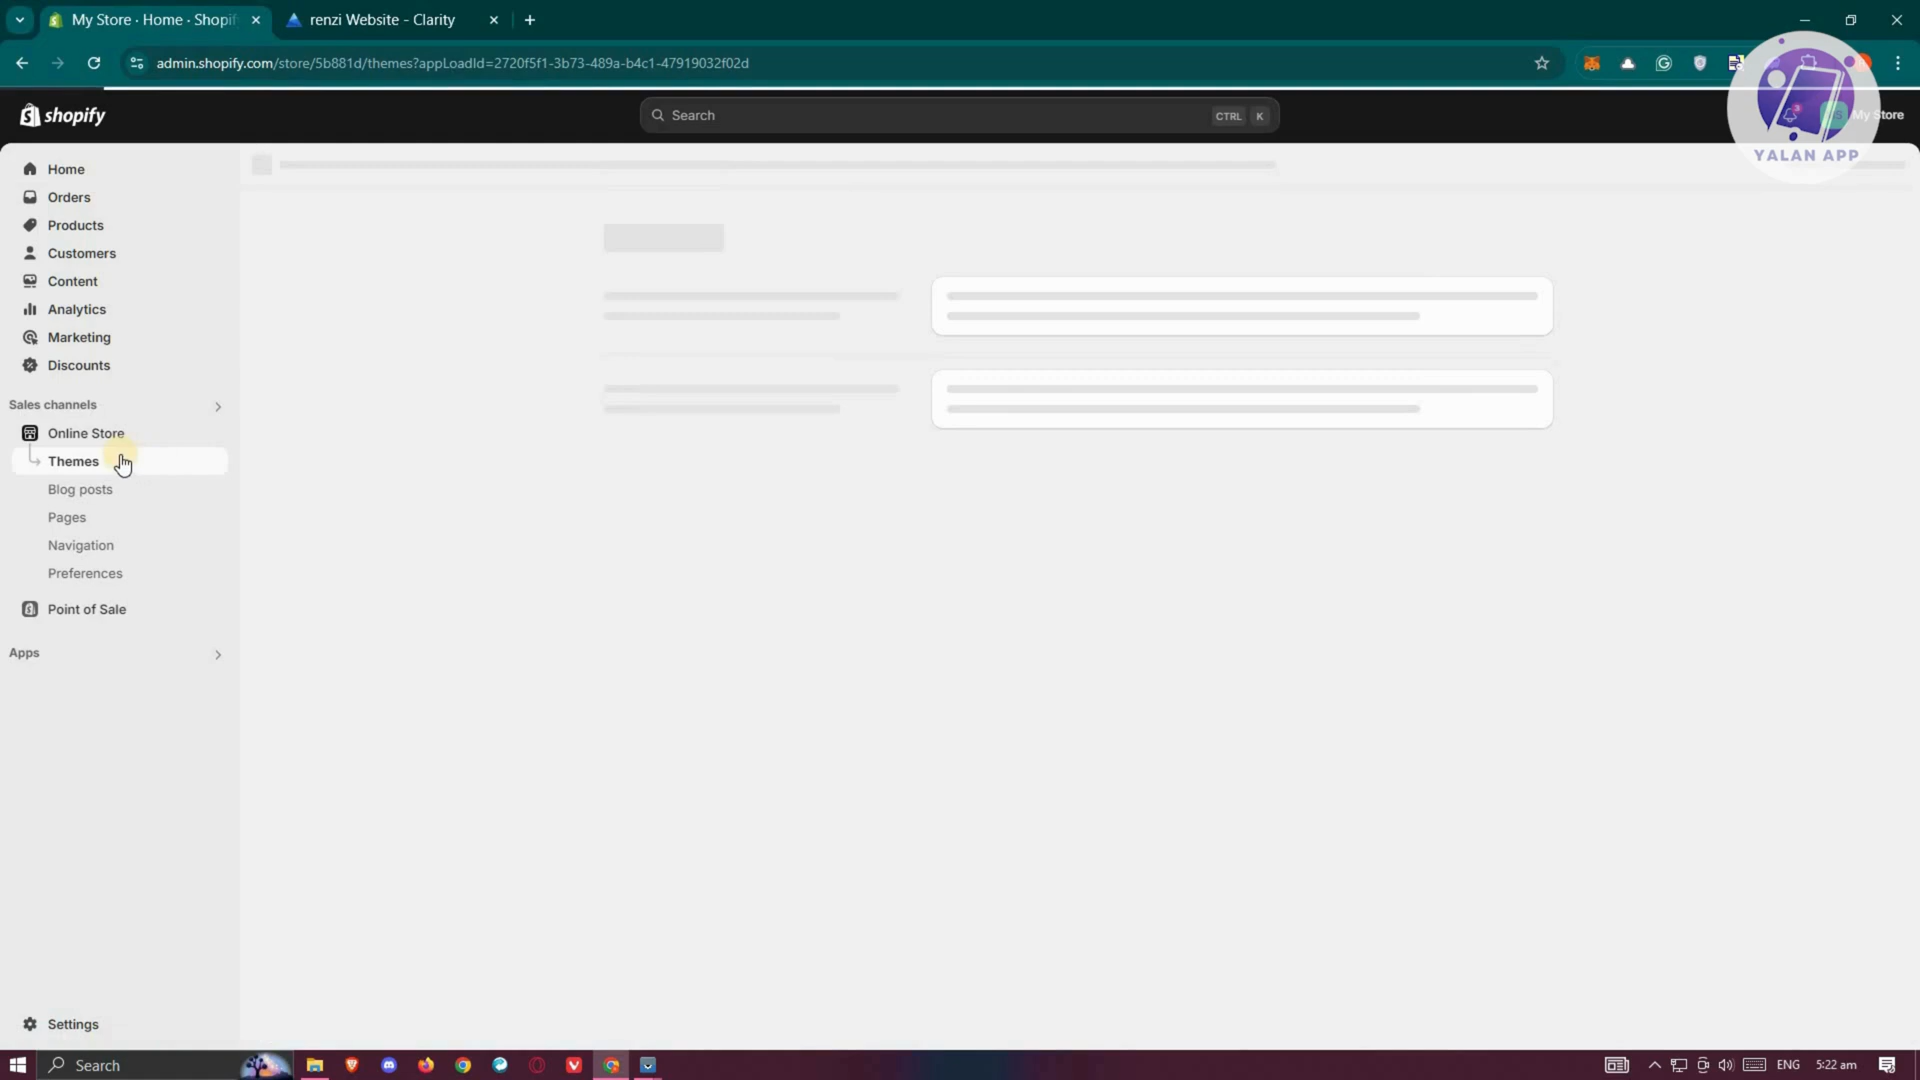 My Store · Home · Shopif
renzi Website - Clarity
admin.shopify.com/store/5b881d/themes?appLoadId=2720f5f1-3b73-489a-b4c1-47919032f02d
shopify
Search
CTRL K
My Store
YALAN APP
Home
Orders
Products
Customers
Content
Analytics
Marketing
Discounts
Sales channels
Online Store
Themes
Blog posts
Pages
Navigation
Preferences
Point of Sale
Apps
Settings
Search
ENG
5:22 am